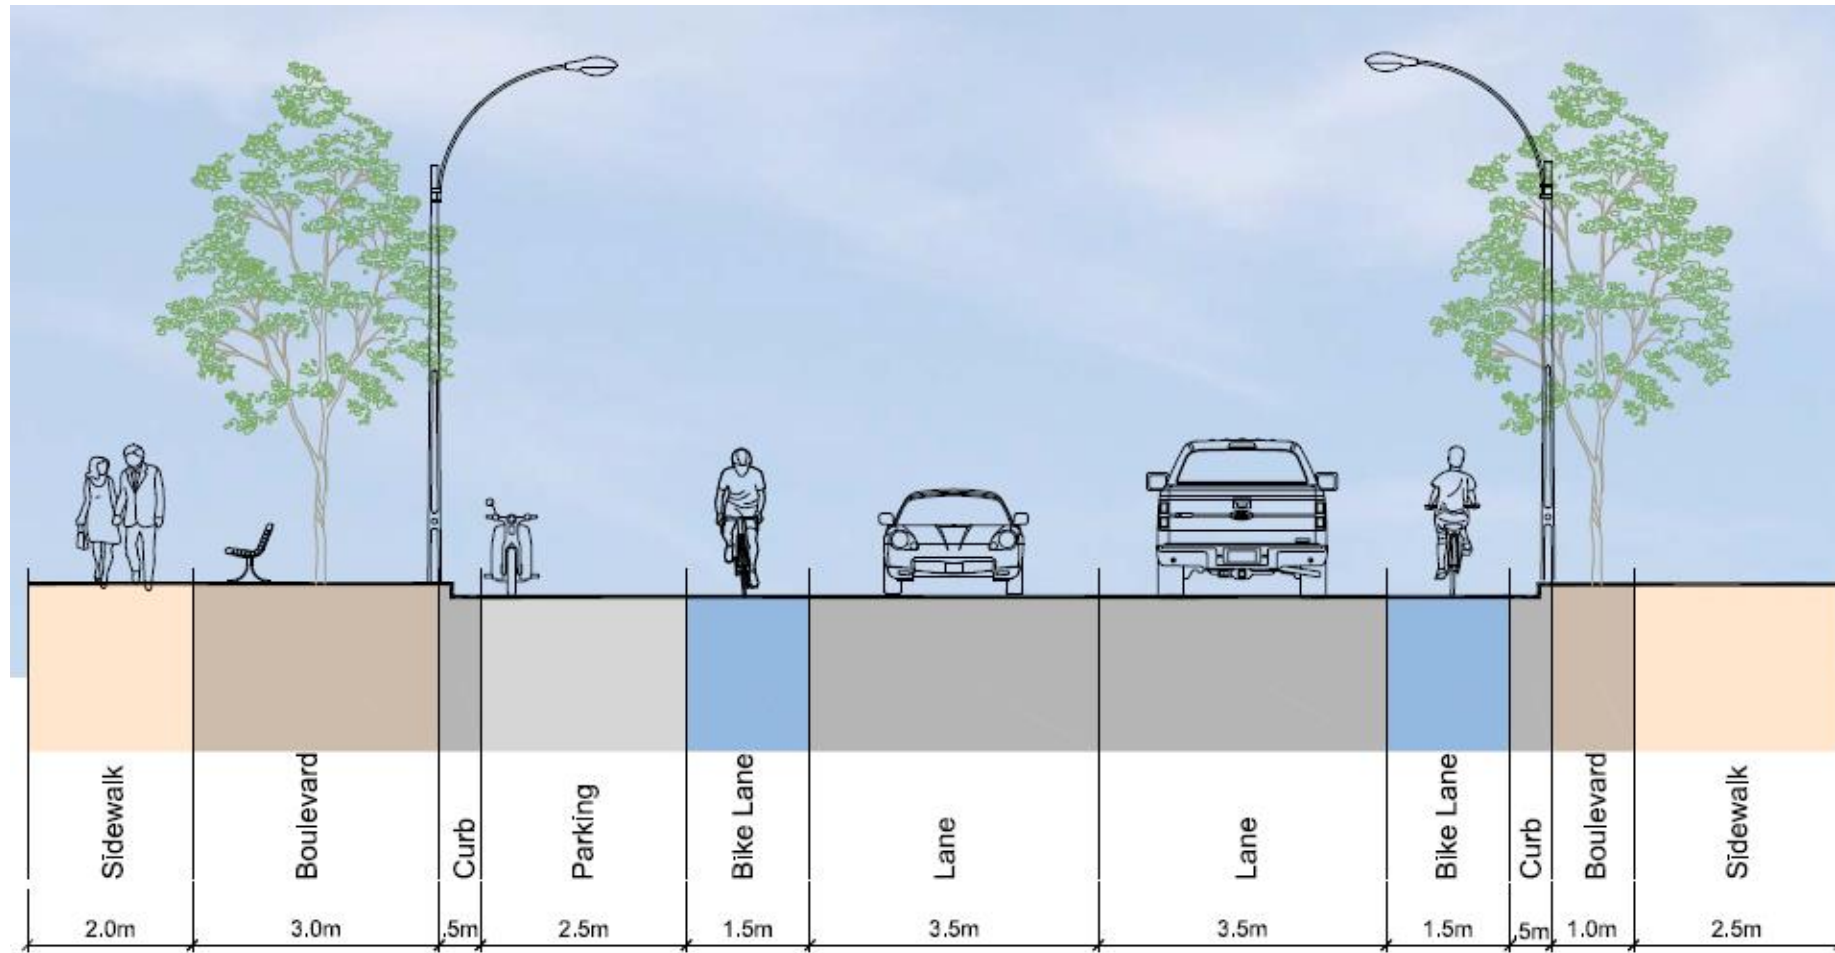 Sidewalk
Boulevard
Curb
Parking
Bike Lane
Lane
Lane
Bike Lane
Curb
Boulevard
Sidewalk
2.0m
3.0m
.5m
2.5m
1.5m
3.5m
3.5m
1.5m
.5m
1.0m
2.5m